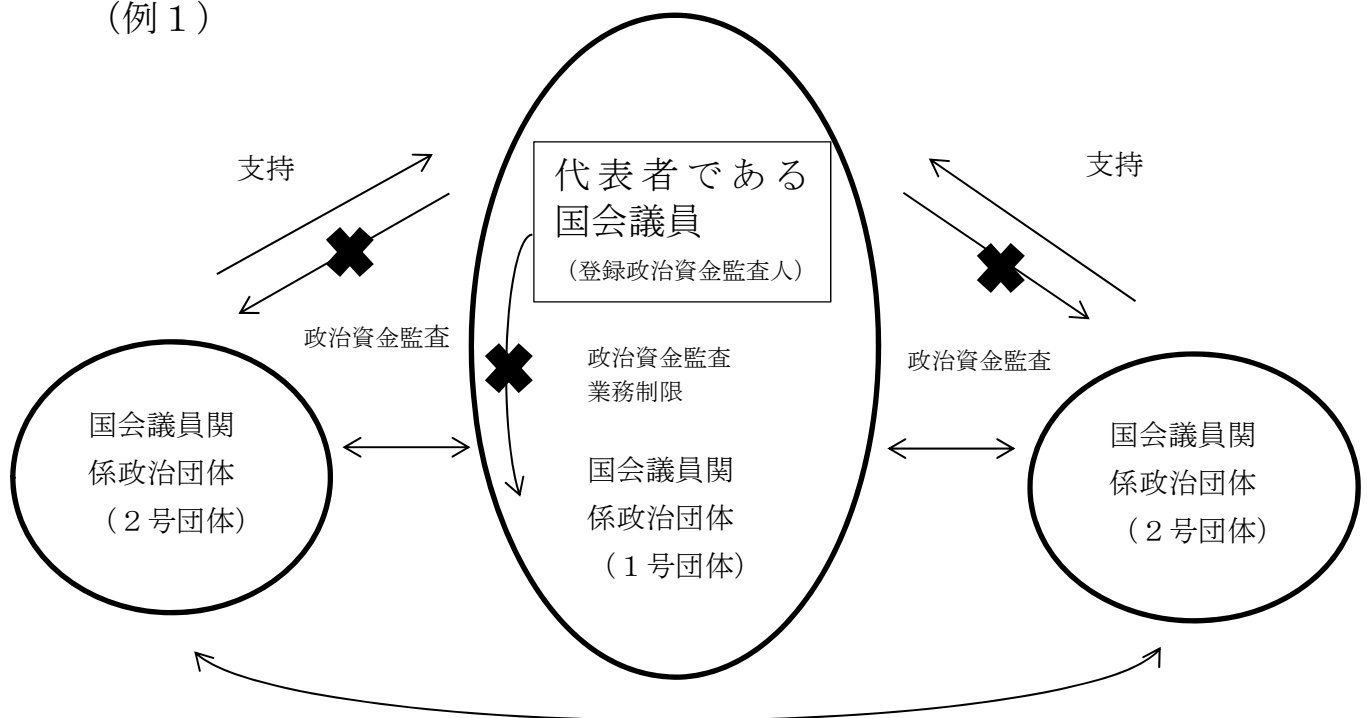 （例１）
支持
代表者である
国会議員
（登録政治資金監査人）
支持
政治資金監査
政治資金監査
業務制限
政治資金監査
国会議員関
係政治団体
（２号団体）
国会議員関
係政治団体
（１号団体）
国会議員関
係政治団体
（２号団体）